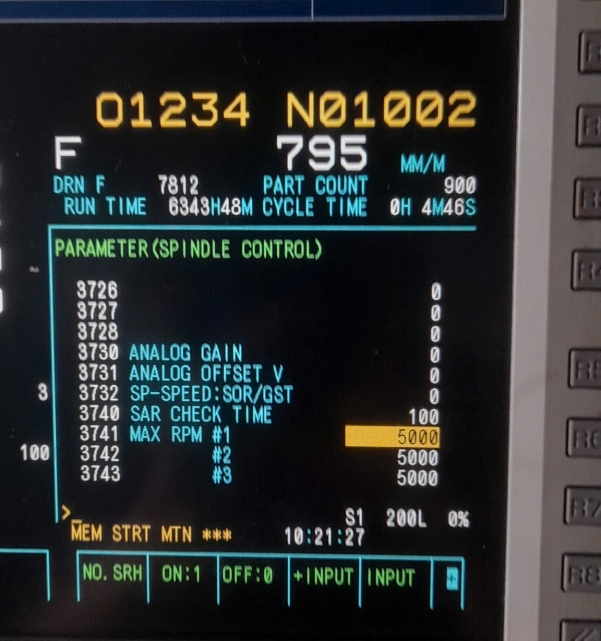 O1234 N01002
F 795 MM/M
DRN F 7812 PART COUNT 900
RUN TIME 6343H48M CYCLE TIME 0H 4M46S
PARAMETER(SPINDLE CONTROL)
3726 0
3727 0
3728 0
3730 ANALOG GAIN 0
3731 ANALOG OFFSET V 0
3732 SP-SPEED:SOR/GST 0
3740 SAR CHECK TIME 100
3741 MAX RPM #1 5000
3742 #2 5000
3743 #3 5000
3
100
>_
S1 200L 0%
MEM STRT MTN *** 10:21:27
NO.SRH ON:1 OFF:0 +INPUT INPUT +